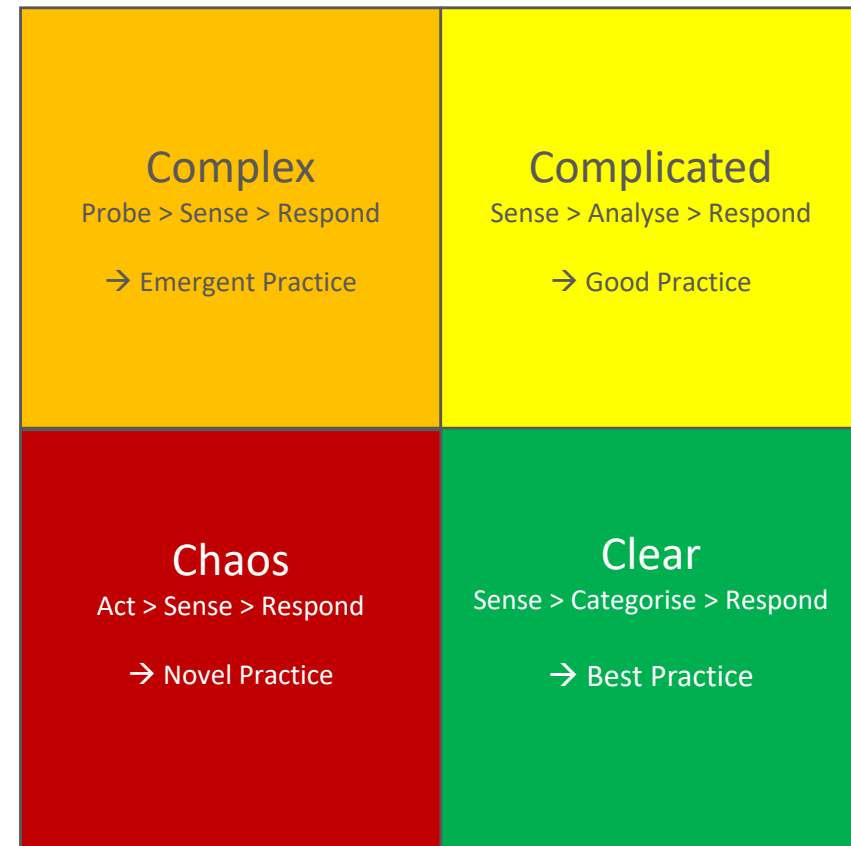 Complex
Probe > Sense > Respond
→ Emergent Practice
Complicated
Sense > Analyse > Respond
→ Good Practice
Chaos
Act > Sense > Respond
→ Novel Practice
Clear
Sense > Categorise > Respond
→ Best Practice